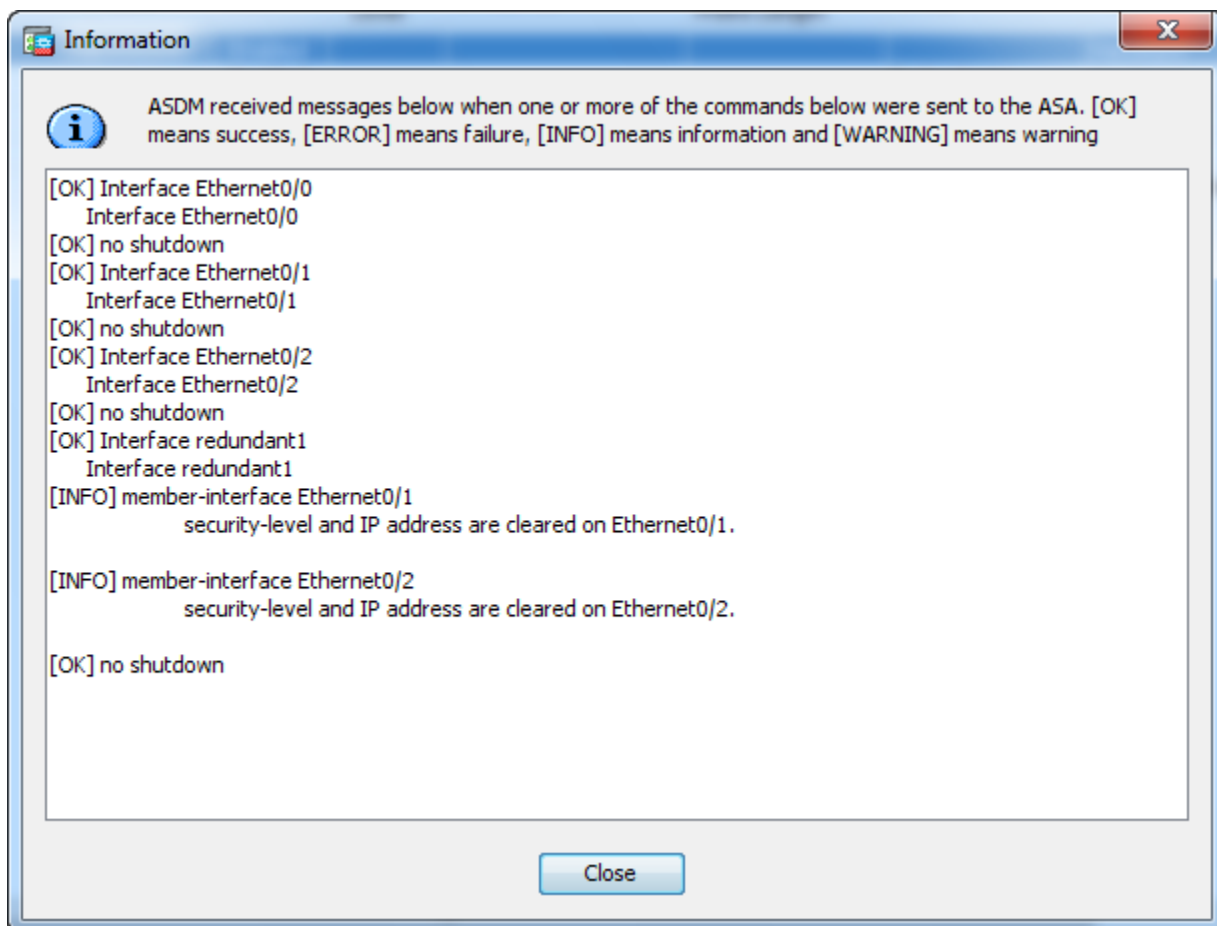 Information
ASDM received messages below when one or more of the commands below were sent to the ASA. [OK]
means success, [ERROR] means failure, [INFO] means information and [WARNING] means warning
[OK] Interface Ethernet0/0
Interface Ethernet0/0
[OK] no shutdown
[OK] Interface Ethernet0/1
Interface Ethernet0/1
[OK] no shutdown
[OK] Interface Ethernet0/2
Interface Ethernet0/2
[OK] no shutdown
[OK] Interface redundant1
Interface redundant1
[INFO] member-interface Ethernet0/1
security-level and IP address are cleared on Ethernet0/1.
[INFO] member-interface Ethernet0/2
security-level and IP address are cleared on Ethernet0/2.
[OK] no shutdown
Close